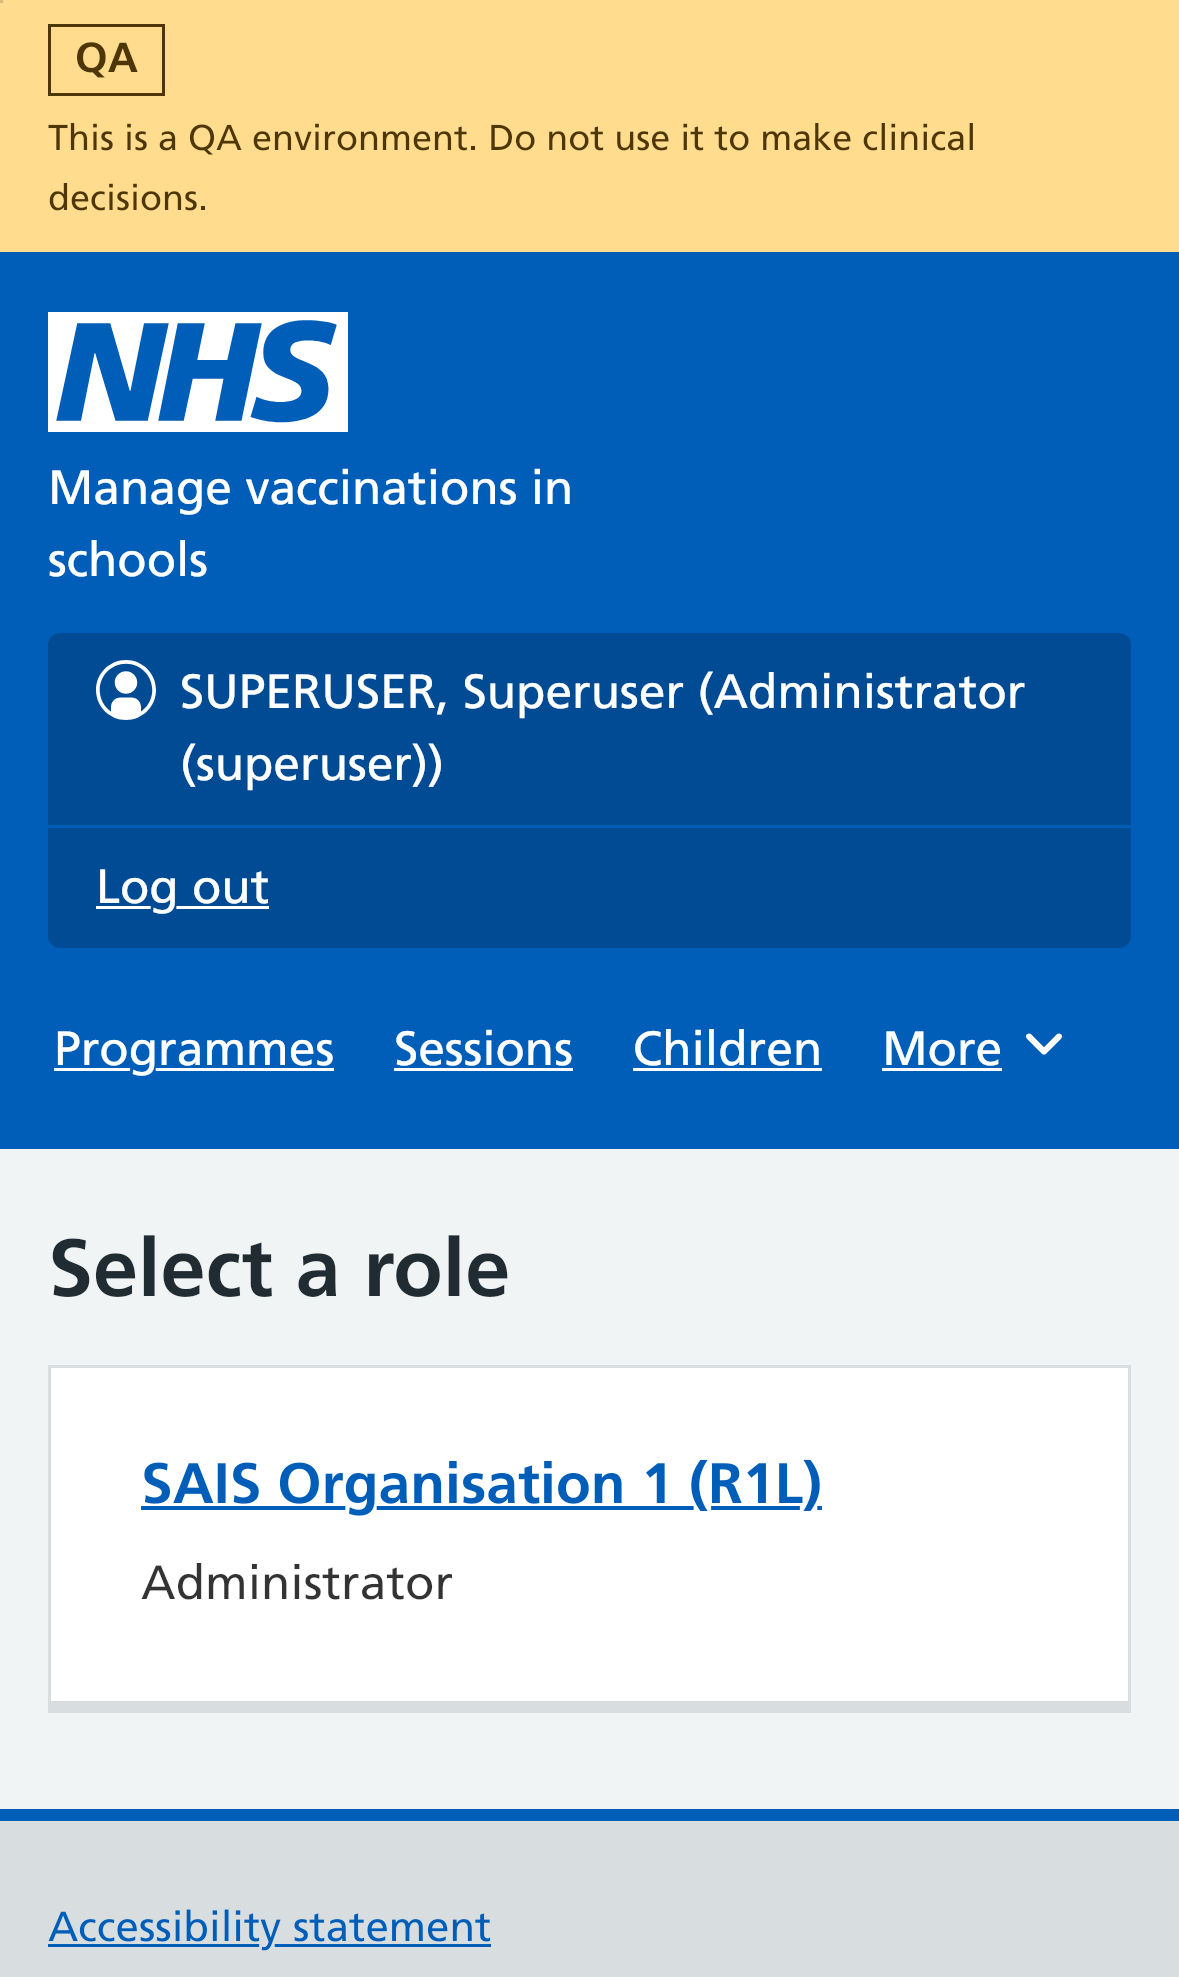 QA
This is a QA environment. Do not use it to make clinical
decisions.
NHS
Manage vaccinations in
schools
SUPERUSER, Superuser (Administrator
(superuser))
Log out
Programmes Sessions Children More
Select a role
SAIS Organisation 1 (R1L)
Administrator
Accessibility statement